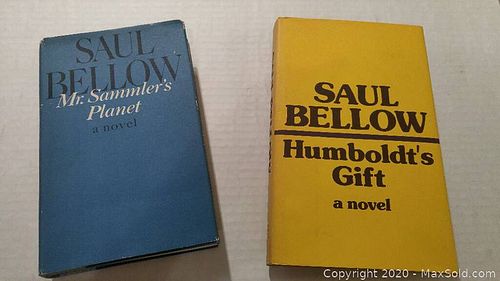 SAUL
BELLOW
Mr. Sammler's
Planet
a novel
SAUL
BELLOW
Humboldt's
Gift
a novel
Copyright © 2020 - MaxSold.com